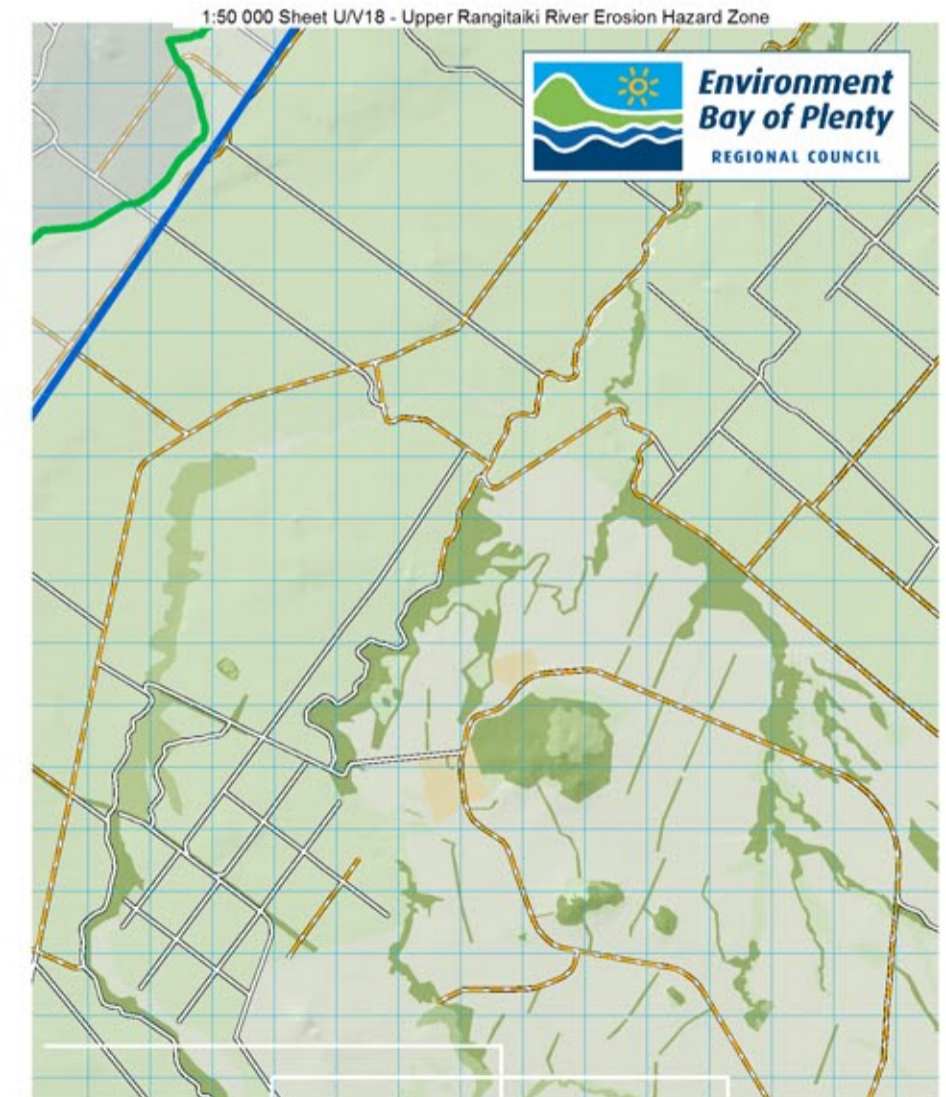 1:50 000 Sheet U/V18 - Upper Rangitaiki River Erosion Hazard Zone
Environment
Bay of Plenty
REGIONAL COUNCIL